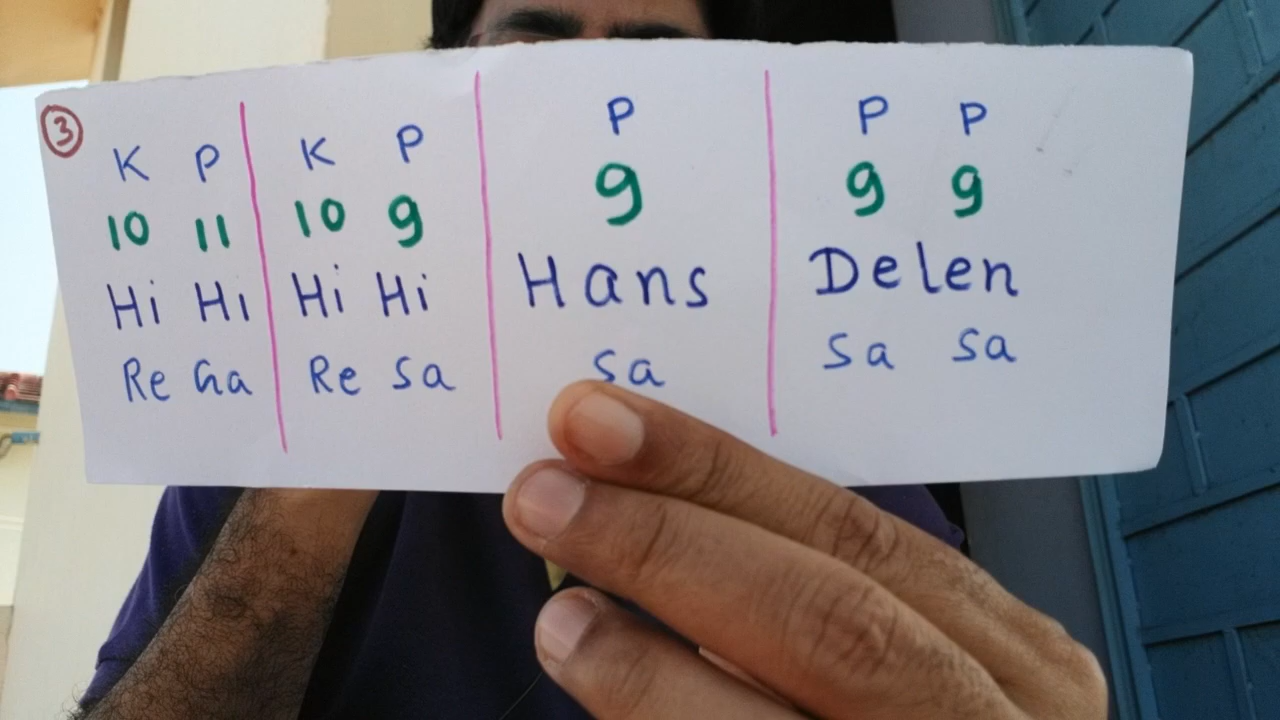 3
K P K P P P P
10 11 10 9 9 9 9
Hi Hi Hi Hi Hans Delen
Re Ga Re Sa Sa Sa Sa